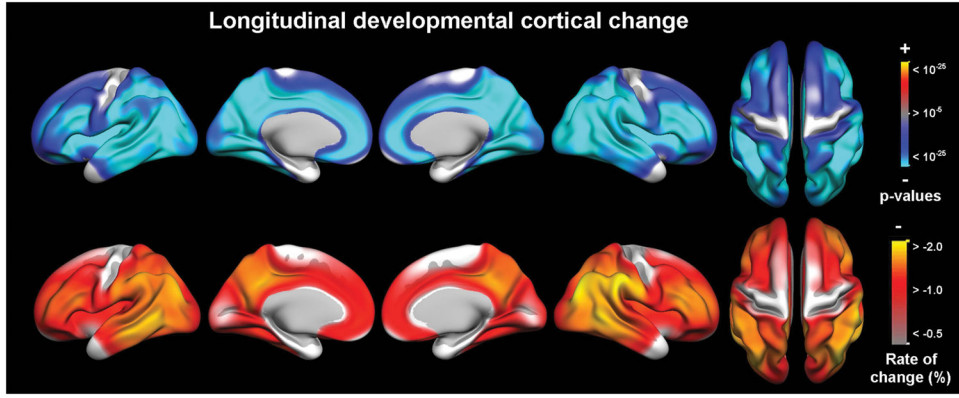 Longitudinal developmental cortical change
+
< 10-25
> 10-5
< 10-25
-
p-values
-
> -2.0
>-1.0
< -0.5
Rate of
change (%)